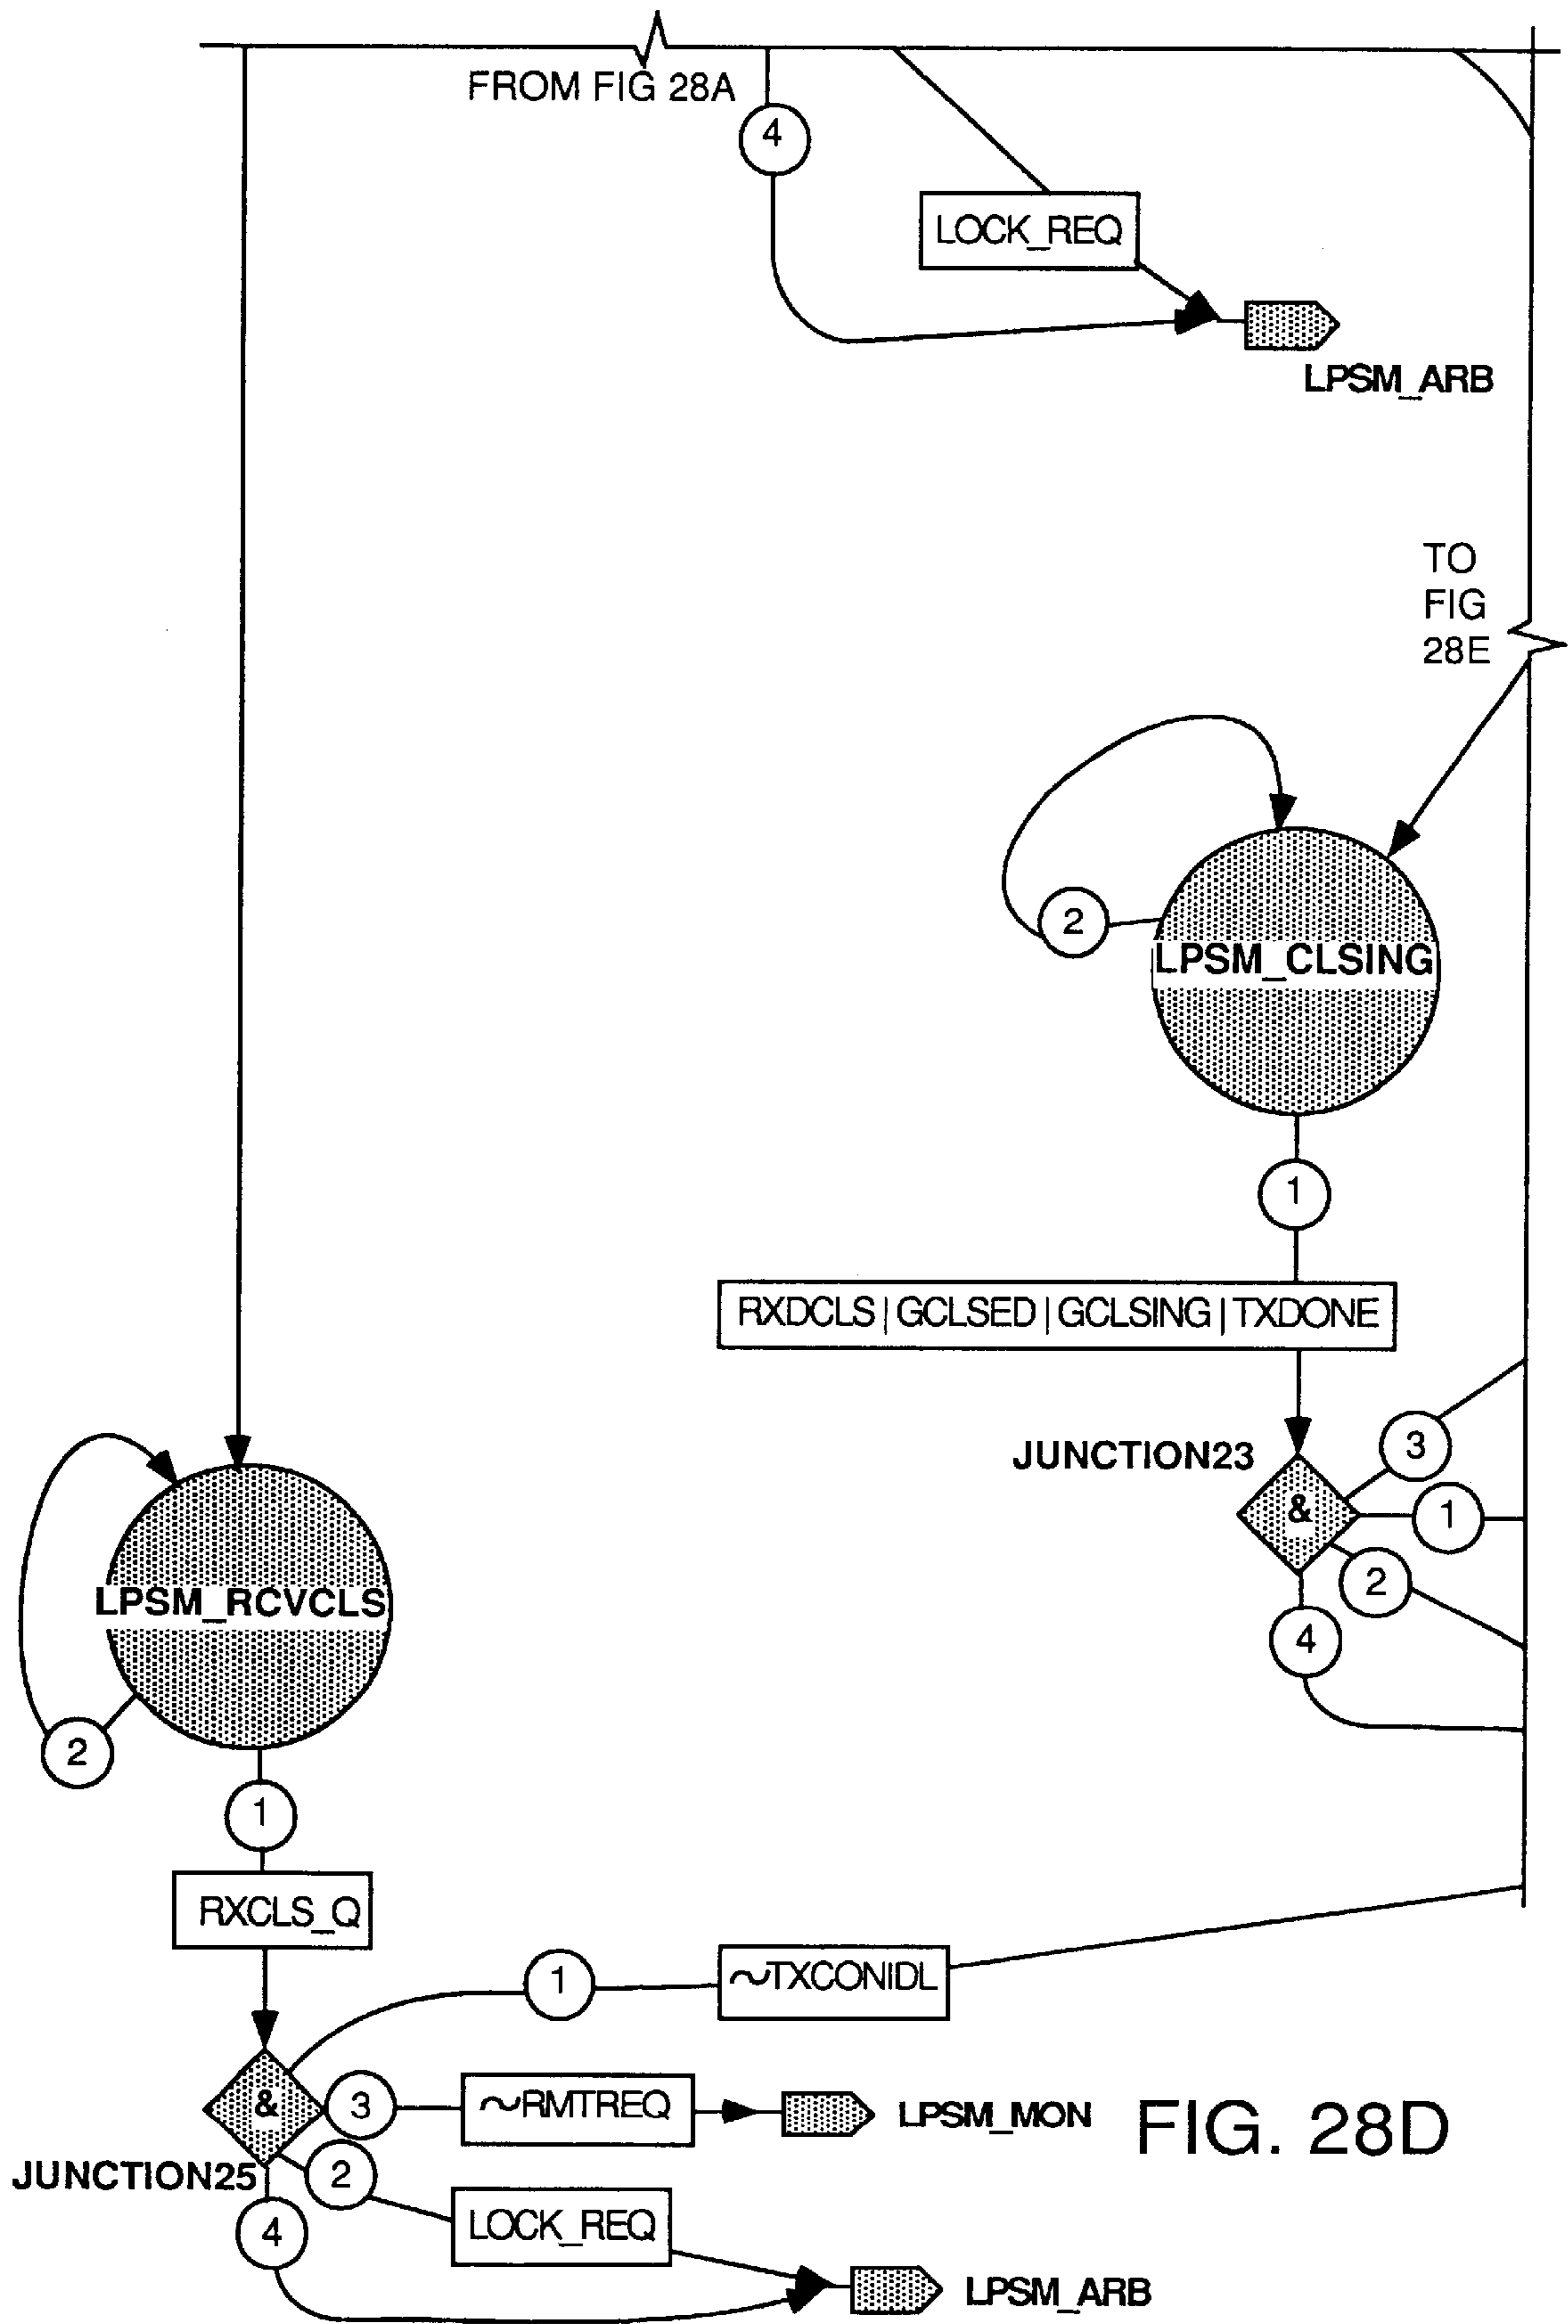 FROM FIG 28A
4
LOCK_REQ
LPSM_ARB
TO
FIG
28E
2
LPSM_CLSING
1
RXDCLS | GCLSED | GCLSING | TXDONE
JUNCTION23
3
&
1
2
4
LPSM_RCVCLS
2
1
RXCLS_Q
1
~TXCONIDL
&
3
~RMTREQ
LPSM_MON
FIG. 28D
JUNCTION25
2
4
LOCK_REQ
LPSM_ARB